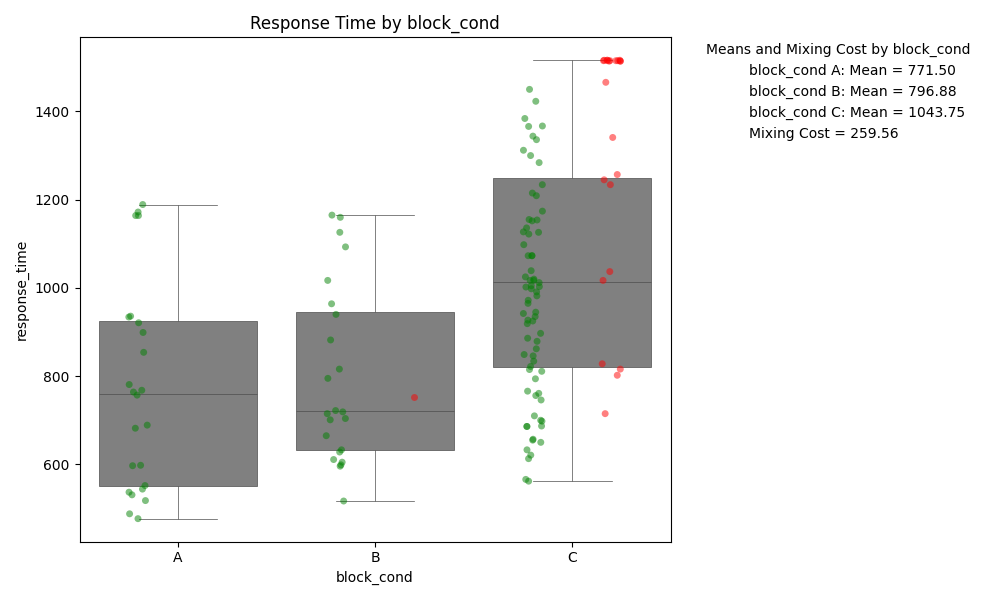 Response Time by block_cond
Means and Mixing Cost by block_cond
block_cond A: Mean = 771.50
block_cond B: Mean = 796.88
block_cond C: Mean = 1043.75
Mixing Cost = 259.56
response_time
1400
1200
1000
800
600
A
B
C
block_cond